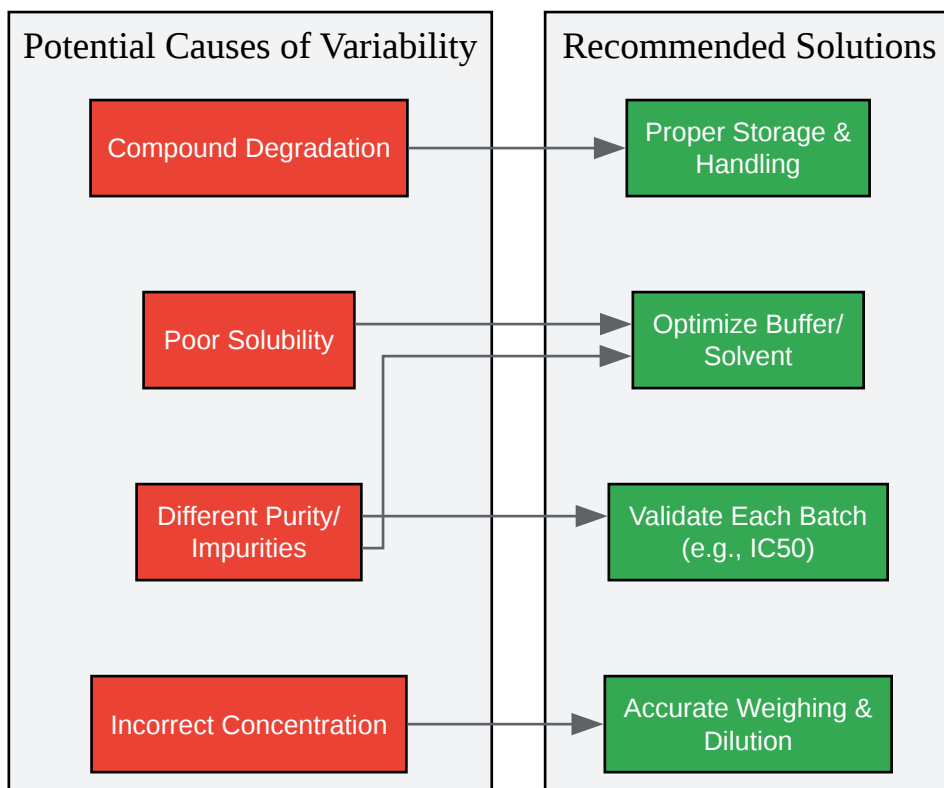 Potential Causes of Variability
Compound Degradation
Poor Solubility
Different Purity/
Impurities
Incorrect Concentration
Recommended Solutions
Proper Storage &
Handling
Optimize Buffer/
Solvent
Validate Each Batch
(e.g., IC50)
Accurate Weighing &
Dilution